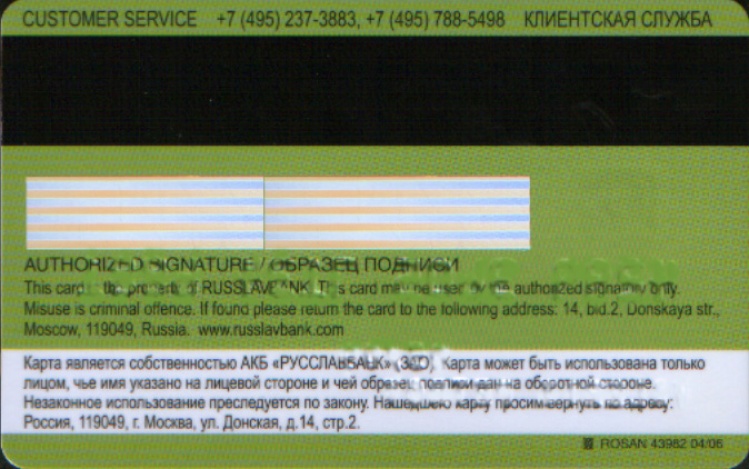 CUSTOMER SERVICE +7 (495) 237-3883, +7 (495) 788-5498 КЛИЕНТСКАЯ СЛУЖБА
AUTHORIZED SIGNATURE / ОБРАЗЕЦ ПОДПИСИ
This card is the property of RUSSLAVBANK. This card may be used by the authorized signatory only.
Misuse is criminal offence. If found please return the card to the following address: 14, bld.2, Donskaya str.,
Moscow, 119049, Russia. www.russlavbank.com
Карта является собственностью АКБ «РУССЛАВБАНК» (ЗАО). Карта может быть использована только
лицом, чье имя указано на лицевой стороне и чей образец подписи дан на оборотной стороне.
Незаконное использование преследуется по закону. Нашедшего карту просим вернуть по адресу:
Россия, 119049, г. Москва, ул. Донская, д.14, стр.2.
ROSAN 43982 04/06